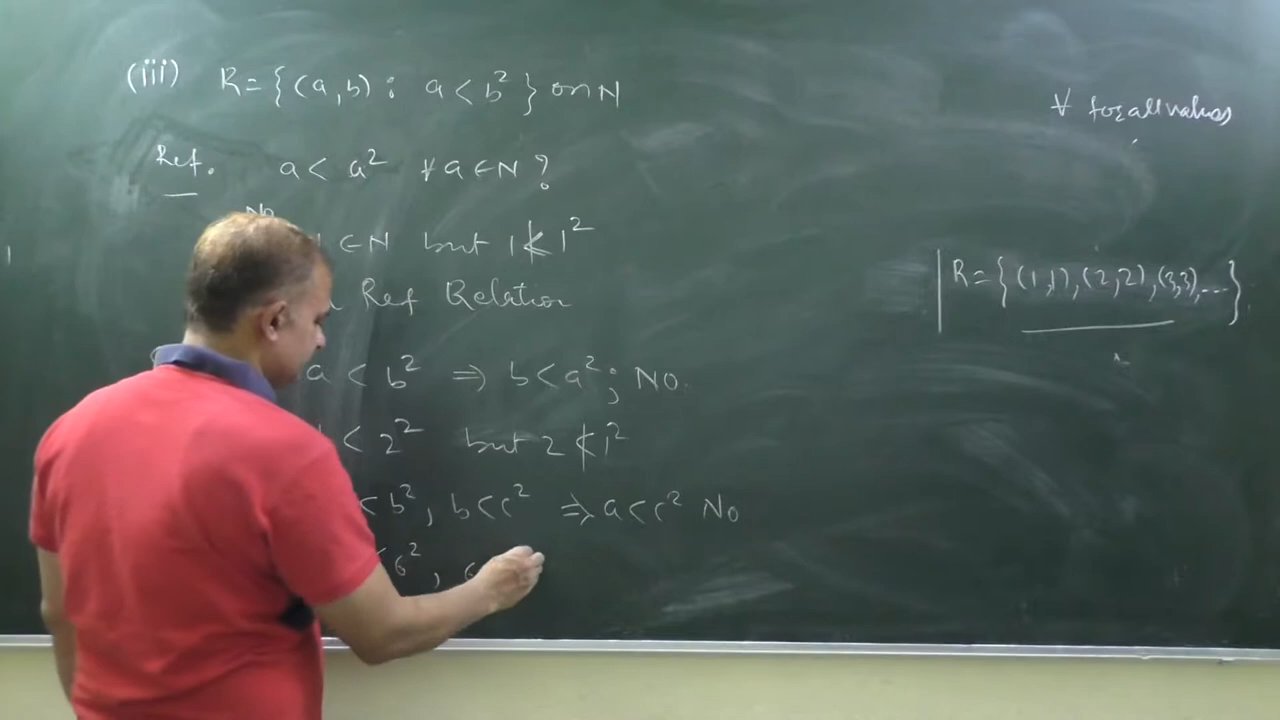 (iii) R = {(a,b) : a < b² } on N
∀ for all values
Ref. a < a² ∀ a ∈ N ?
No
∈ N but 1 ≮ 1²
R = {(1,1), (2,2), (3,3), ... }
Ref Relation
a < b² ⇒ b < a² ; No.
< 2² but 2 ≮ 1²
< b² , b < c² ⇒ a < c² No
< 6² , 6